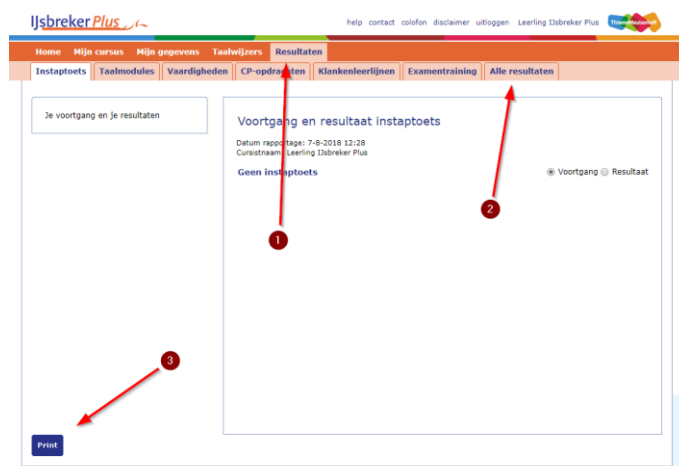 IJsbreker Plus
help contact colofon disclaimer uitloggen Leerling IJsbreker Plus ThiemeMeulenhoff
Home Mijn cursus Mijn gegevens Taalwijzers Resultaten
Instaptoets Taalmodules Vaardigheden CP-opdrachten Klankenleerlijnen Examentraining Alle resultaten
Je voortgang en je resultaten
Voortgang en resultaat instaptoets
Datum rapportage: 7-8-2018 12:28
Cursistnaam: Leerling IJsbreker Plus
Geen instaptoets
Voortgang Resultaat
2
1
3
Print